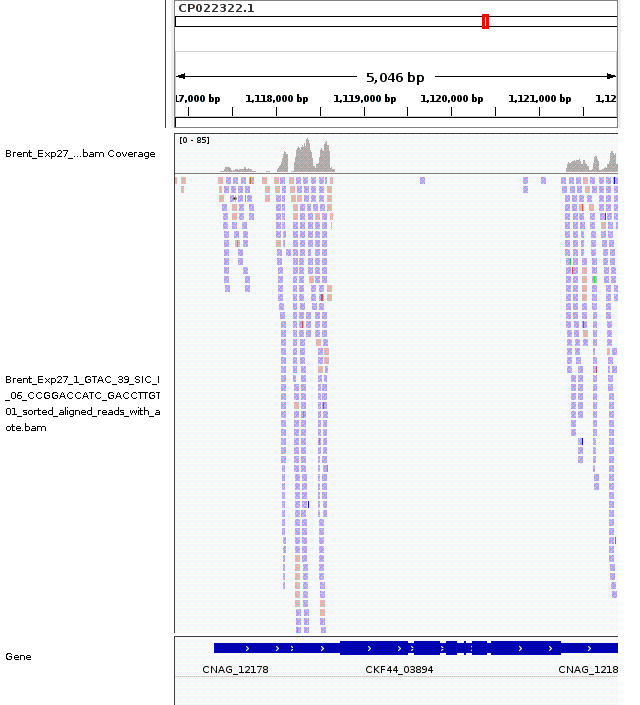 CP022322.1
5,046 bp
17,000 bp 1,118,000 bp 1,119,000 bp 1,120,000 bp 1,121,000 bp 1,12
[0 - 85]
Brent_Exp27_...bam Coverage
Brent_Exp27_1_GTAC_39_SIC_I
_06_CCGGACCATC_GACCTTGT
01_sorted_aligned_reads_with_a
ote.bam
Gene
CNAG_12178 CKF44_03894 CNAG_1218